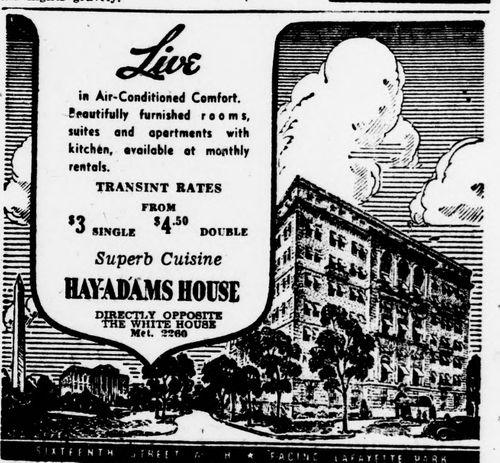 Live
in Air-Conditioned Comfort.
Beautifully furnished rooms,
suites and apartments with
kitchen, available at monthly
rentals.
TRANSINT RATES
FROM
$3 SINGLE $4.50 DOUBLE
Superb Cuisine
HAY-ADAMS HOUSE
DIRECTLY OPPOSITE
THE WHITE HOUSE
Met. 2260
SIXTEENTH STREET AT H ★ FACING LAFAYETTE PARK